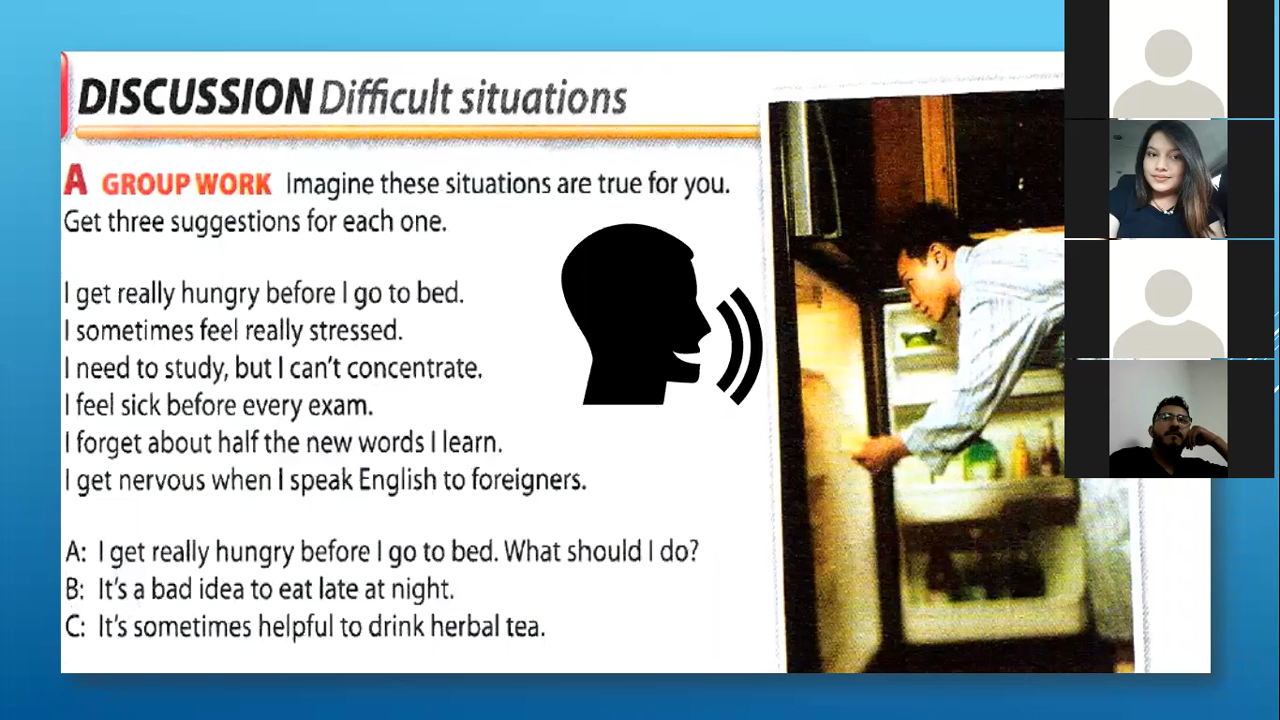 DISCUSSION Difficult situations
A GROUP WORK Imagine these situations are true for you.
Get three suggestions for each one.
I get really hungry before I go to bed.
I sometimes feel really stressed.
I need to study, but I can't concentrate.
I feel sick before every exam.
I forget about half the new words I learn.
I get nervous when I speak English to foreigners.
A: I get really hungry before I go to bed. What should I do?
B: It's a bad idea to eat late at night.
C: It's sometimes helpful to drink herbal tea.